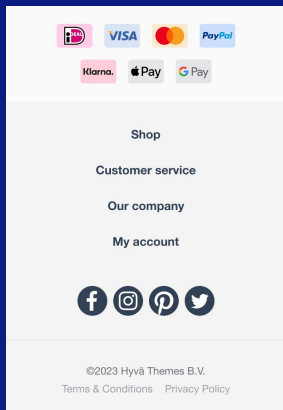 iDEAL VISA PayPal
Klarna. Pay G Pay
Shop
Customer service
Our company
My account
©2023 Hyvä Themes B.V.
Terms & Conditions Privacy Policy